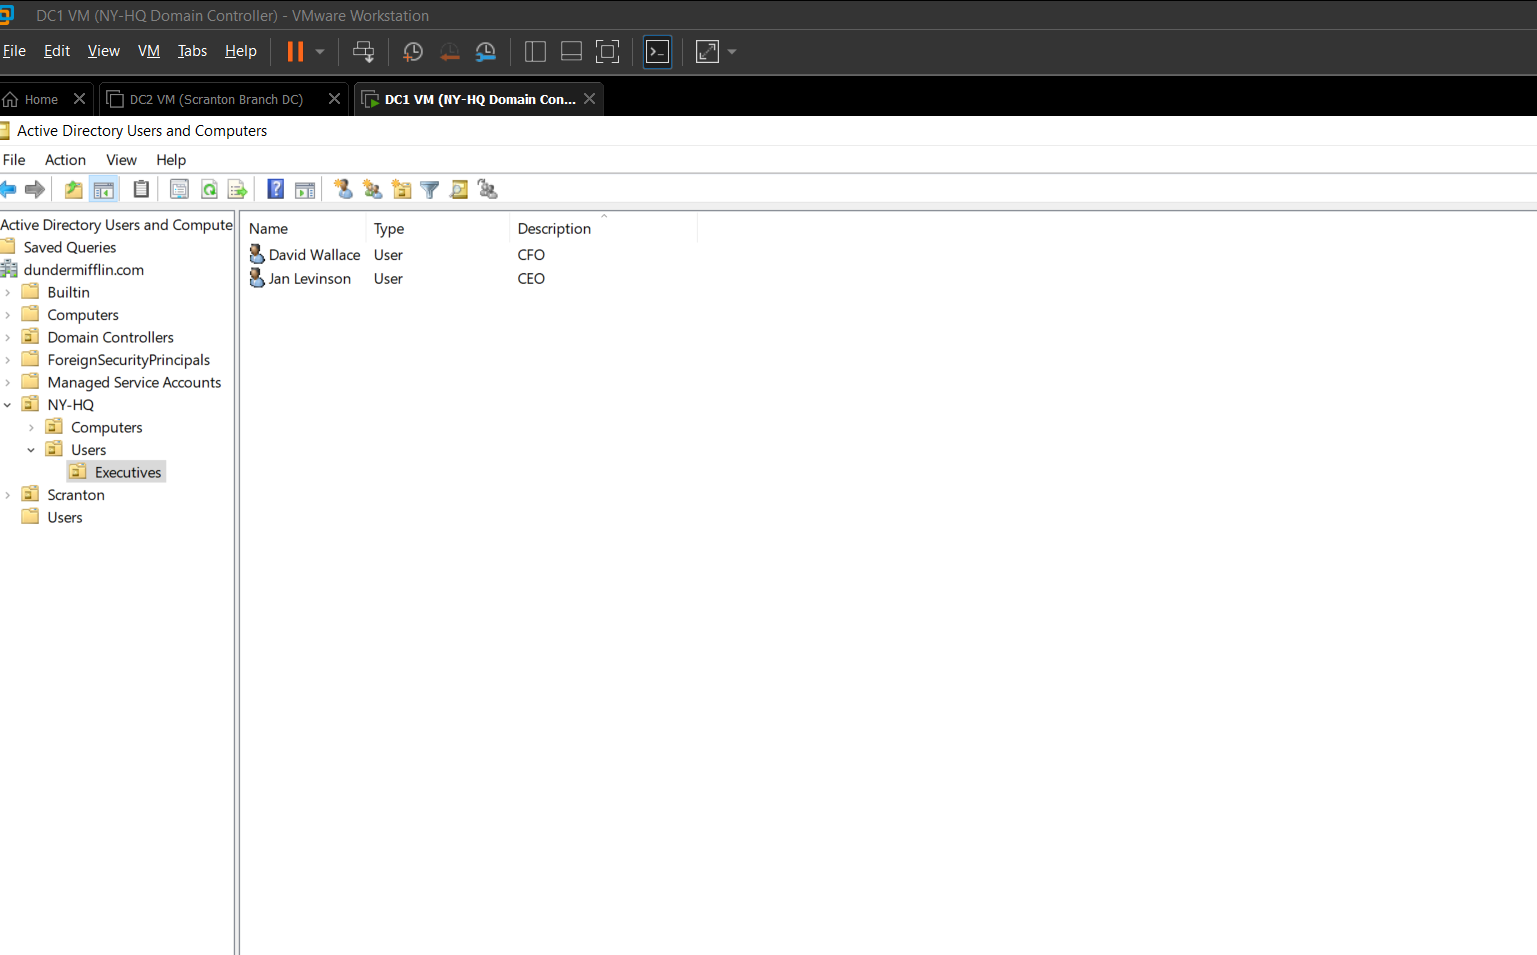 DC1 VM (NY-HQ Domain Controller) - VMware Workstation
File Edit View VM Tabs Help
Home DC2 VM (Scranton Branch DC) DC1 VM (NY-HQ Domain Con...
Active Directory Users and Computers
File Action View Help
Active Directory Users and Compute
Saved Queries
dundermifflin.com
Builtin
Computers
Domain Controllers
ForeignSecurityPrincipals
Managed Service Accounts
NY-HQ
Computers
Users
Executives
Scranton
Users
Name Type Description
David Wallace User CFO
Jan Levinson User CEO